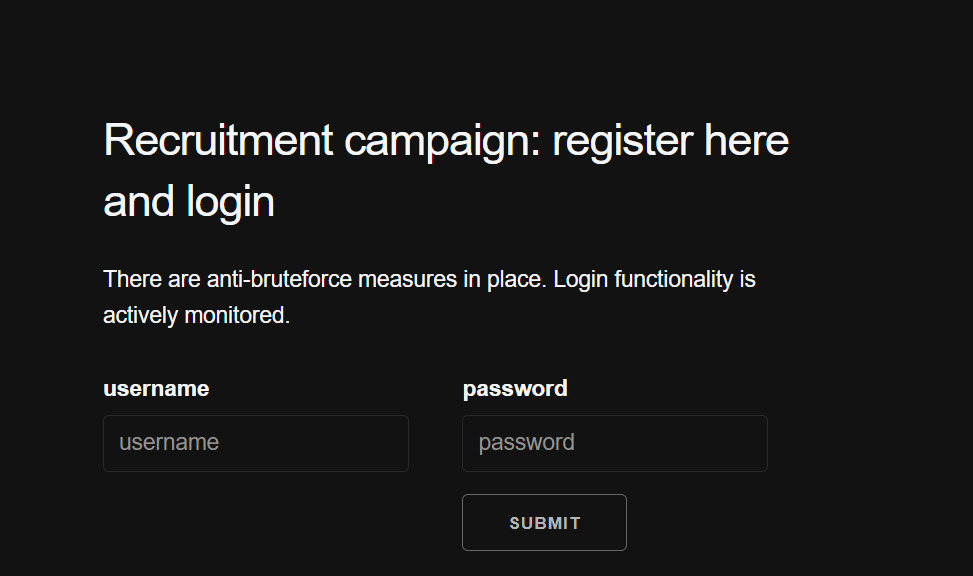 Recruitment campaign: register here
and login
There are anti-bruteforce measures in place. Login functionality is
actively monitored.
username password
username password
SUBMIT